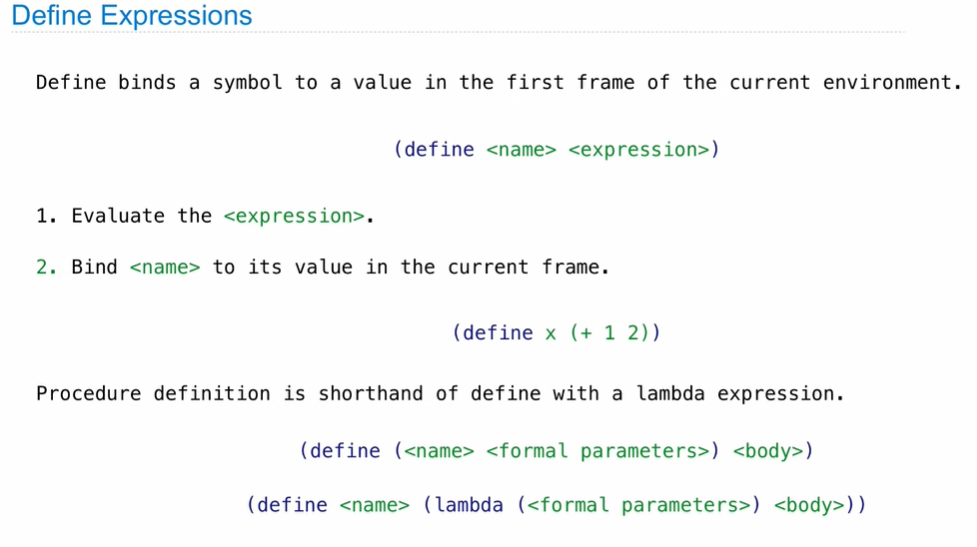 Define Expressions
Define binds a symbol to a value in the first frame of the current environment.
(define <name> <expression>)
1. Evaluate the <expression>.
2. Bind <name> to its value in the current frame.
(define x (+ 1 2))
Procedure definition is shorthand of define with a lambda expression.
(define (<name> <formal parameters>) <body>)
(define <name> (lambda (<formal parameters>) <body>))